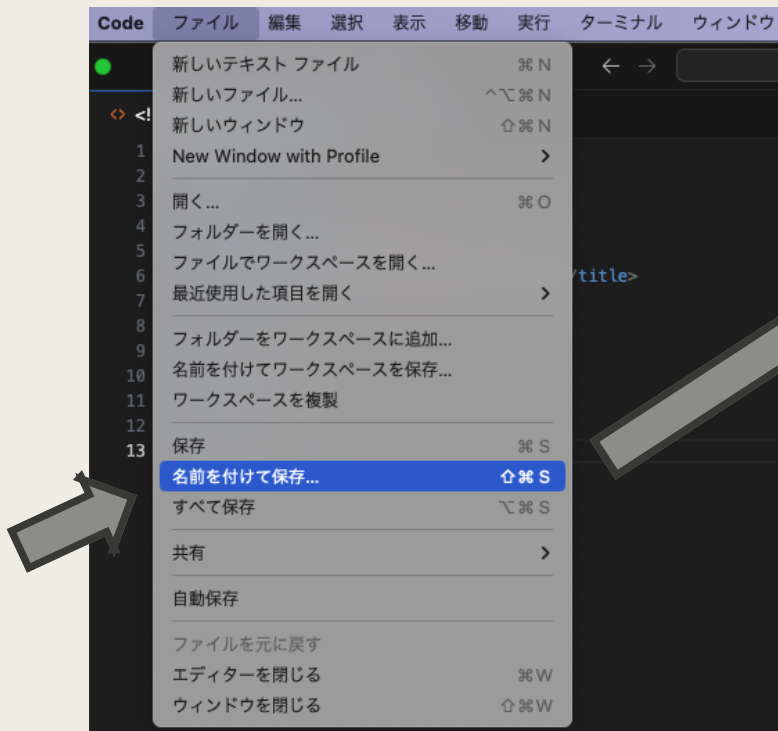 Code ファイル 編集 選択 表示 移動 実行 ターミナル ウィンドウ
新しいテキスト ファイル ⌘ N
新しいファイル... ^⌥⌘ N
新しいウィンドウ ⇧⌘ N
New Window with Profile >
開く... ⌘ O
フォルダーを開く...
ファイルでワークスペースを開く...
最近使用した項目を開く >
フォルダーをワークスペースに追加...
名前を付けてワークスペースを保存...
ワークスペースを複製
保存 ⌘ S
名前を付けて保存... ⇧⌘ S
すべて保存 ⌥⌘ S
共有 >
自動保存
ファイルを元に戻す
エディターを閉じる ⌘W
ウィンドウを閉じる ⇧⌘W
← →
<> <!
1
2
3
4
5
6 /title>
7
8
9
10
11
12
13